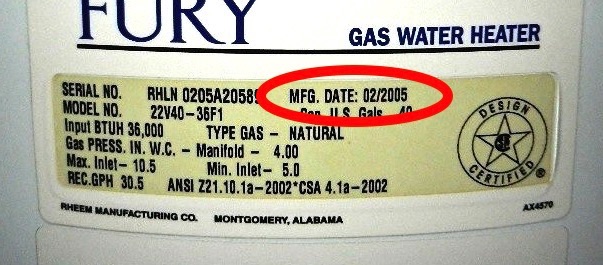 FURY
GAS WATER HEATER
SERIAL NO. RHLN 0205A20589 MFG. DATE: 02/2005
MODEL NO. 22V40-36F1 Cap. U.S. Gals. 40
Input BTUH 36,000 TYPE GAS - NATURAL
Gas PRESS. IN. W.C. - Manifold - 4.00
Max. Inlet- 10.5 Min. Inlet- 5.0
REC.GPH 30.5 ANSI Z21.10.1a-2002*CSA 4.1a-2002
DESIGN
CERTIFIED
®
RHEEM MANUFACTURING CO. MONTGOMERY, ALABAMA
AX4570